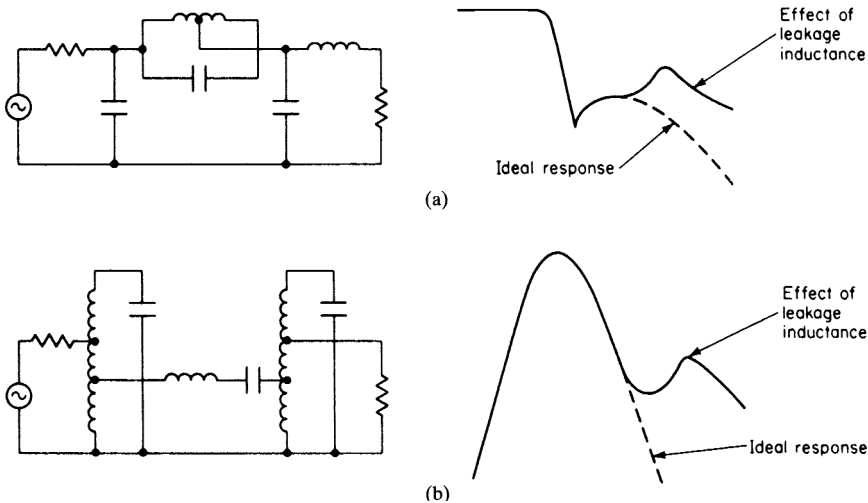 Effect of
leakage
inductance
Ideal response
(a)
Effect of
leakage
inductance
Ideal response
(b)